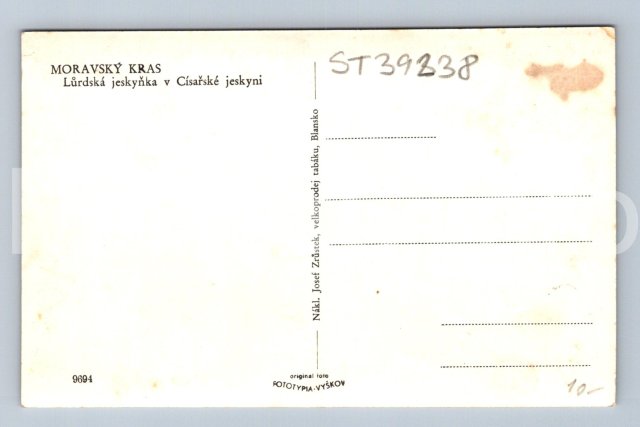 MORAVSKÝ KRAS
Lůrdská jeskyňka v Císařské jeskyni
ST39238
Nákl. Josef Zrůstek, velkoprodej tabáku, Blansko
9694
original foto
FOTOTYPIA-VYŠKOV
10-